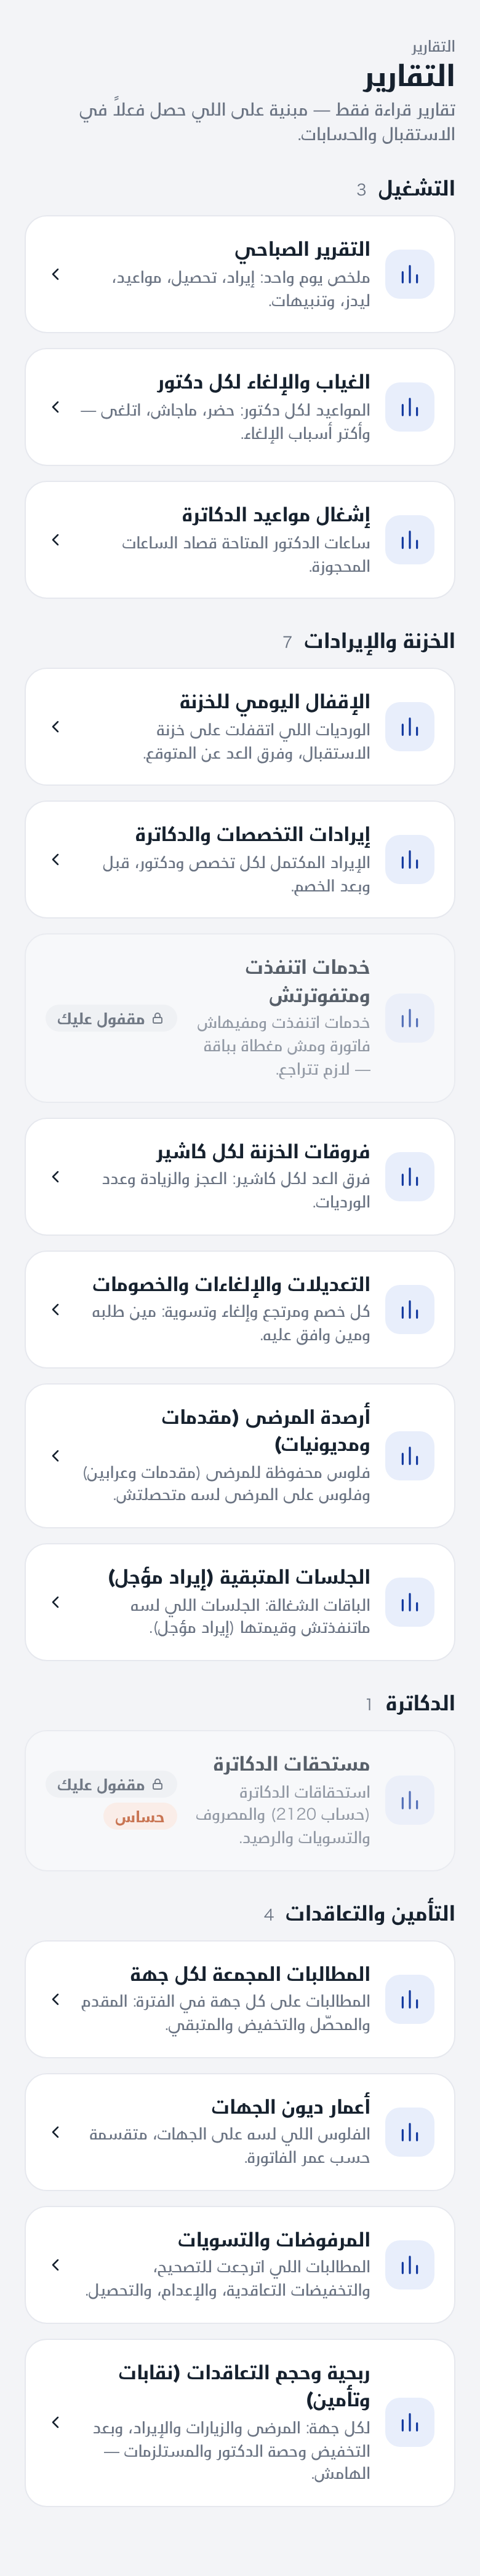 التقارير
التقارير
تقارير قراءة فقط — مبنية على اللي حصل فعلاً في
الاستقبال والحسابات.
التشغيل 3
التقرير الصباحي
ملخص يوم واحد: إيراد، تحصيل، مواعيد،
ليدز، وتنبيهات.
الغياب والإلغاء لكل دكتور
المواعيد لكل دكتور: حضر، ماجاش، اتلغى —
وأكتر أسباب الإلغاء.
إشغال مواعيد الدكاترة
ساعات الدكتور المتاحة قصاد الساعات
المحجوزة.
الخزنة والإيرادات 7
الإقفال اليومي للخزنة
الورديات اللي اتقفلت على خزنة
الاستقبال، وفرق العد عن المتوقع.
إيرادات التخصصات والدكاترة
الإيراد المكتمل لكل تخصص ودكتور، قبل
وبعد الخصم.
خدمات اتنفذت
ومتفوترتش
خدمات اتنفذت ومفيهاش
فاتورة ومش مغطاة بباقة
— لازم تتراجع.
مقفول عليك
فروقات الخزنة لكل كاشير
فرق العد لكل كاشير: العجز والزيادة وعدد
الورديات.
التعديلات والإلغاءات والخصومات
كل خصم ومرتجع وإلغاء وتسوية: مين طلبه
ومين وافق عليه.
أرصدة المرضى (مقدمات
ومديونيات)
فلوس محفوظة للمرضى (مقدمات وعرابين)
وفلوس على المرضى لسه متحصلتش.
الجلسات المتبقية (إيراد مؤجل)
الباقات الشغالة: الجلسات اللي لسه
ماتنفذتش وقيمتها (إيراد مؤجل).
الدكاترة 1
مستحقات الدكاترة
استحقاقات الدكاترة
(حساب 2120) والمصروف
والتسويات والرصيد.
مقفول عليك
حساس
التأمين والتعاقدات 4
المطالبات المجمعة لكل جهة
المطالبات على كل جهة في الفترة: المقدم
والمحصّل والتخفيض والمتبقي.
أعمار ديون الجهات
الفلوس اللي لسه على الجهات، متقسمة
حسب عمر الفاتورة.
المرفوضات والتسويات
المطالبات اللي اترجعت للتصحيح،
والتخفيضات التعاقدية، والإعدام، والتحصيل.
ربحية وحجم التعاقدات (نقابات
وتأمين)
لكل جهة: المرضى والزيارات والإيراد، وبعد
التخفيض وحصة الدكتور والمستلزمات —
الهامش.